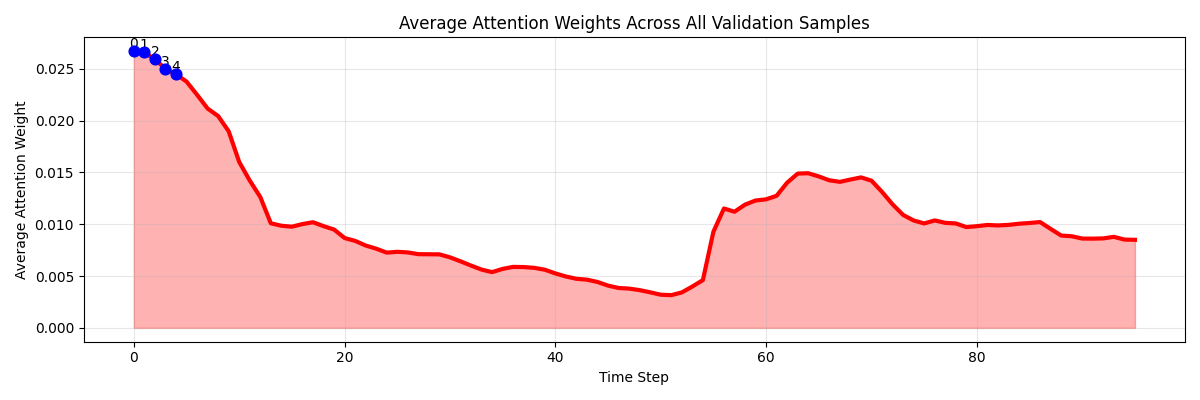 Average Attention Weights Across All Validation Samples
0 1 2 3 4
0.025
0.020
0.015
0.010
0.005
0.000
Average Attention Weight
0 20 40 60 80
Time Step